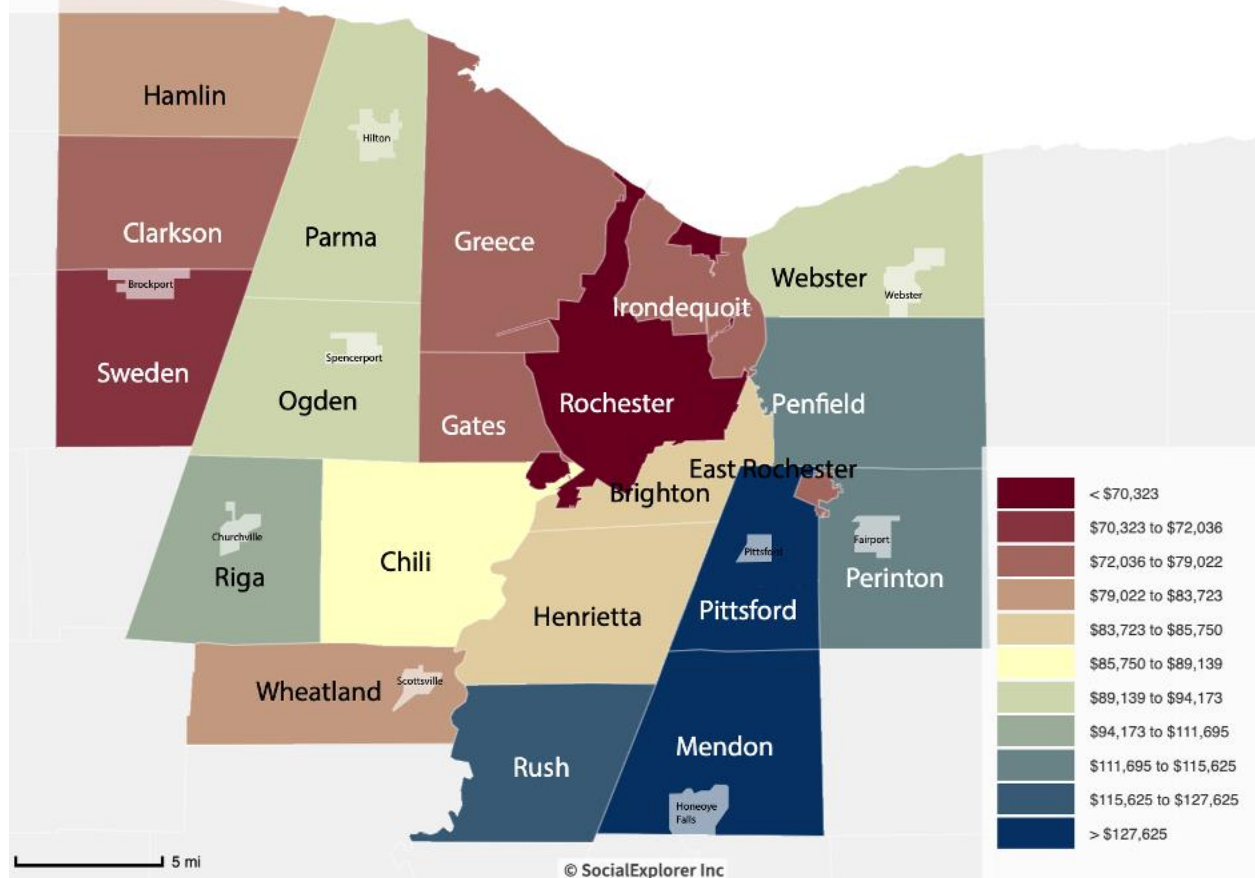 Hamlin
Hilton
Clarkson
Parma
Greece
Brockport
Irondequoit
Webster
Webster
Sweden
Spencerport
Ogden
Gates
Rochester
Penfield
East Rochester
Brighton
Churchville
Riga
Chili
Pittsford
Fairport
Perinton
Henrietta
Pittsford
Wheatland
Scottsville
Rush
Mendon
Honeoye
Falls
< $70,323
$70,323 to $72,036
$72,036 to $79,022
$79,022 to $83,723
$83,723 to $85,750
$85,750 to $89,139
$89,139 to $94,173
$94,173 to $111,695
$111,695 to $115,625
$115,625 to $127,625
> $127,625
5 mi
© SocialExplorer Inc